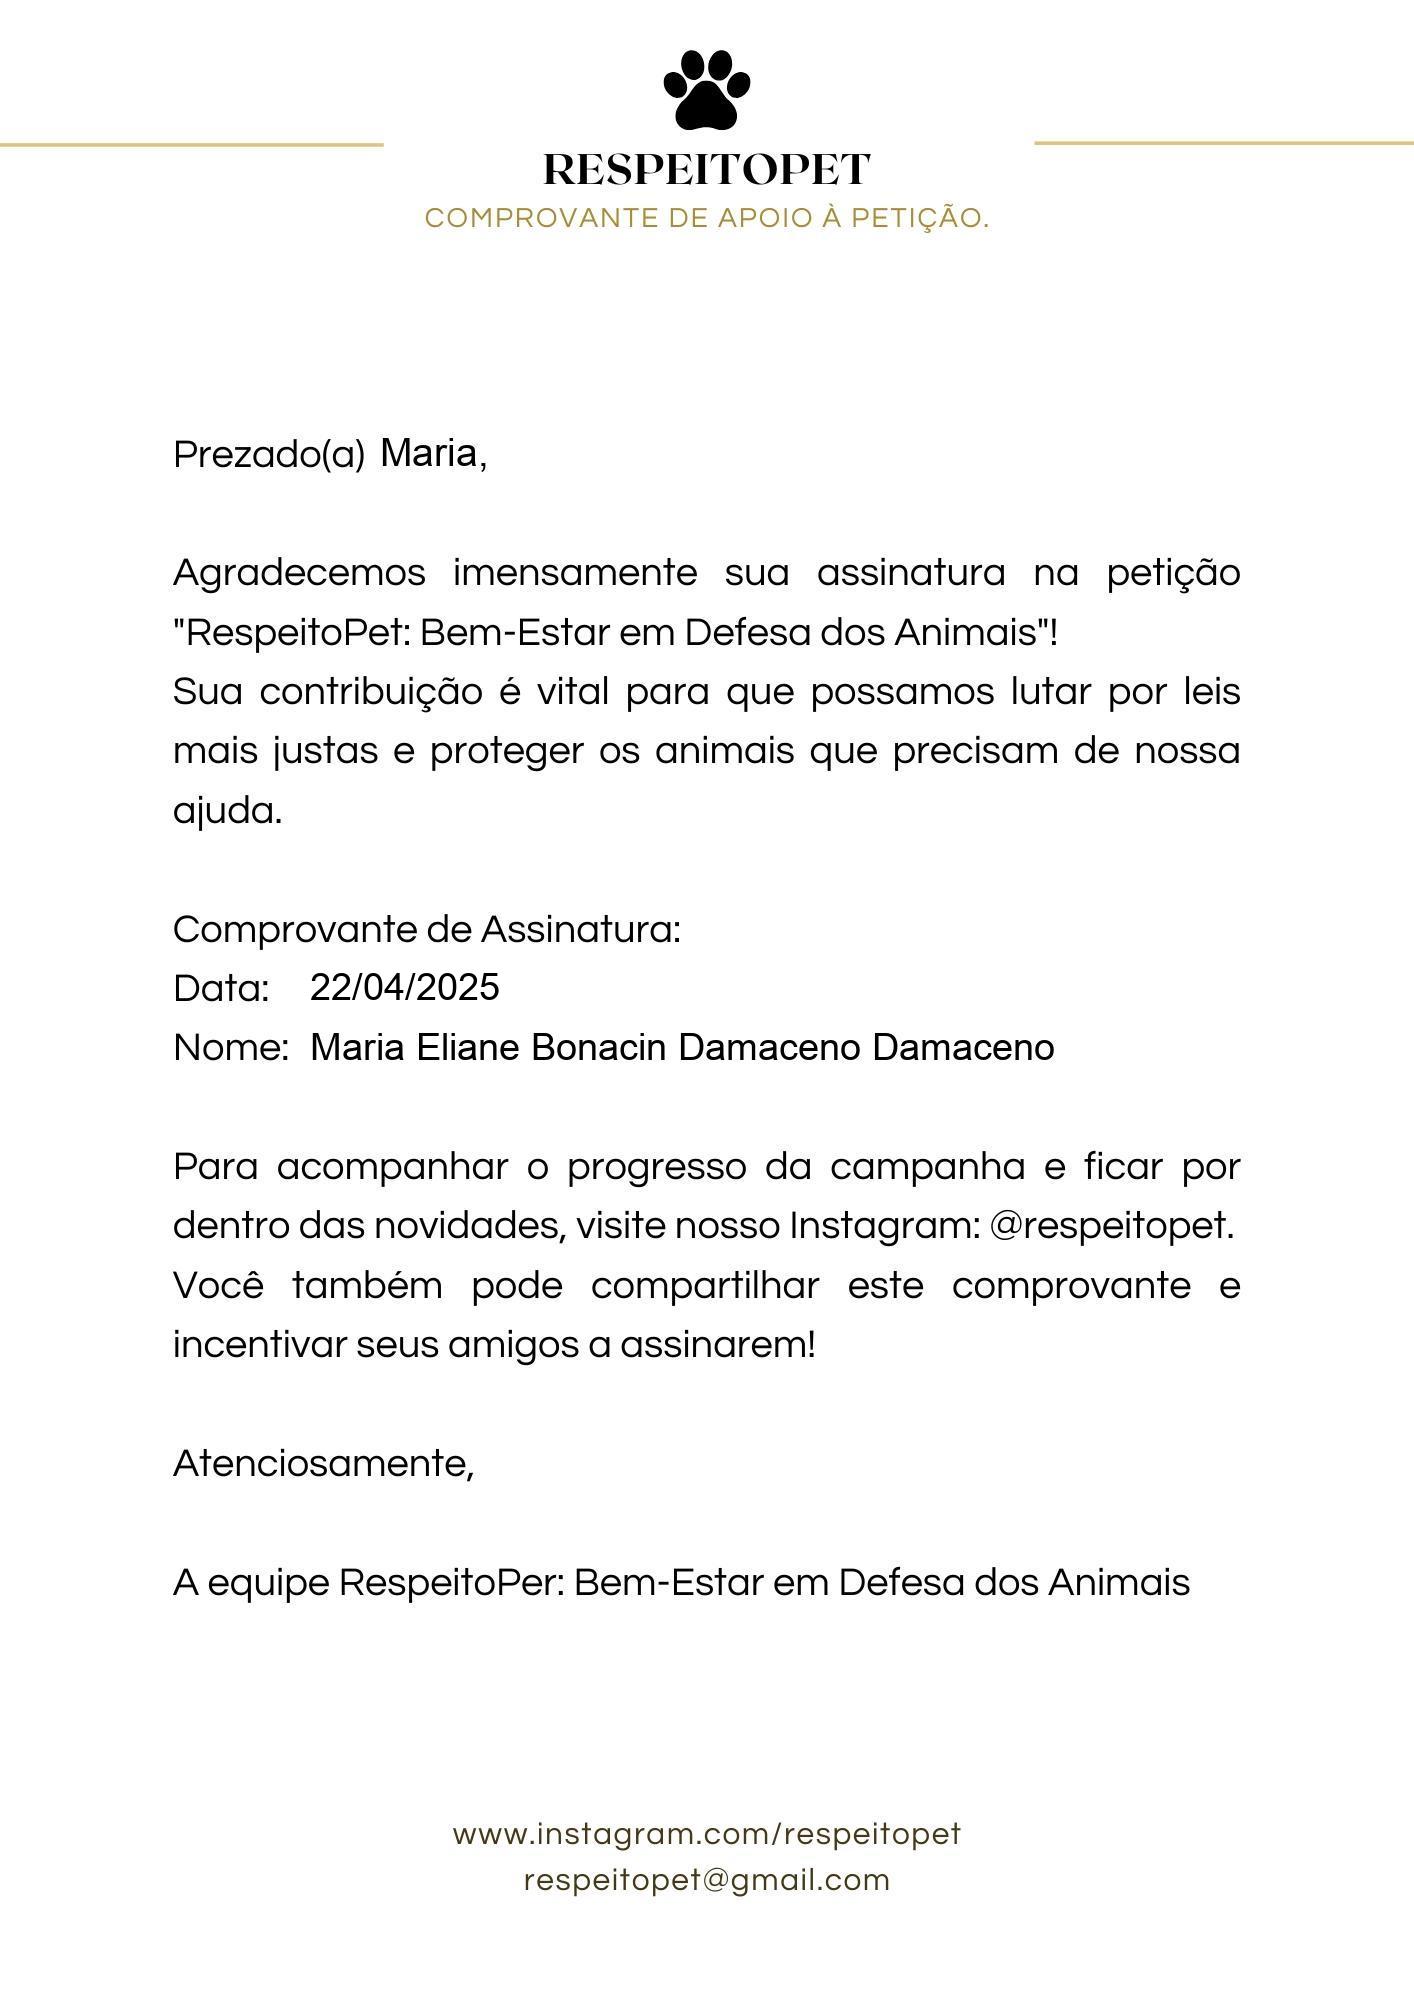 RESPEITOPET
COMPROVANTE DE APOIO À PETIÇÃO.
Prezado(a) Maria,
Agradecemos imensamente sua assinatura na petição
"RespeitoPet: Bem-Estar em Defesa dos Animais"!
Sua contribuição é vital para que possamos lutar por leis
mais justas e proteger os animais que precisam de nossa
ajuda.
Comprovante de Assinatura:
Data: 22/04/2025
Nome: Maria Eliane Bonacin Damaceno Damaceno
Para acompanhar o progresso da campanha e ficar por
dentro das novidades, visite nosso Instagram: @respeitopet.
Você também pode compartilhar este comprovante e
incentivar seus amigos a assinarem!
Atenciosamente,
A equipe RespeitoPer: Bem-Estar em Defesa dos Animais
www.instagram.com/respeitopet
respeitopet@gmail.com